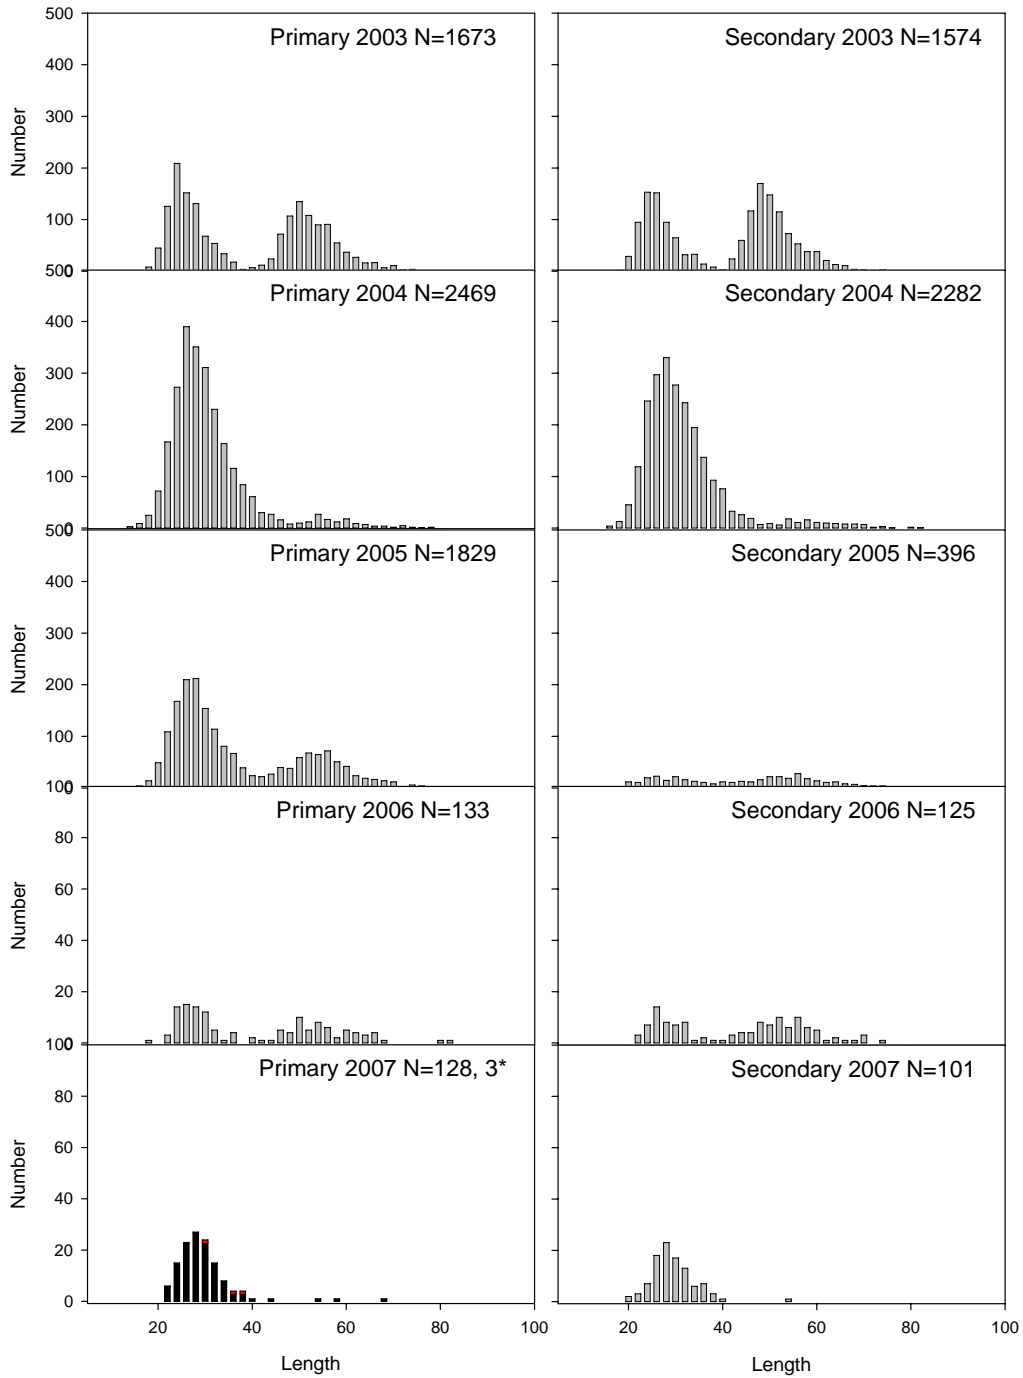 500
Primary 2003 N=1673
Secondary 2003 N=1574
400
300
Number
200
100
0
500
Primary 2004 N=2469
Secondary 2004 N=2282
400
300
Number
200
100
0
500
Primary 2005 N=1829
Secondary 2005 N=396
400
300
Number
200
100
0
100
Primary 2006 N=133
Secondary 2006 N=125
80
60
Number
40
20
0
100
Primary 2007 N=128, 3*
Secondary 2007 N=101
80
60
Number
40
20
0
20 40 60 80 100
20 40 60 80 100
Length
Length